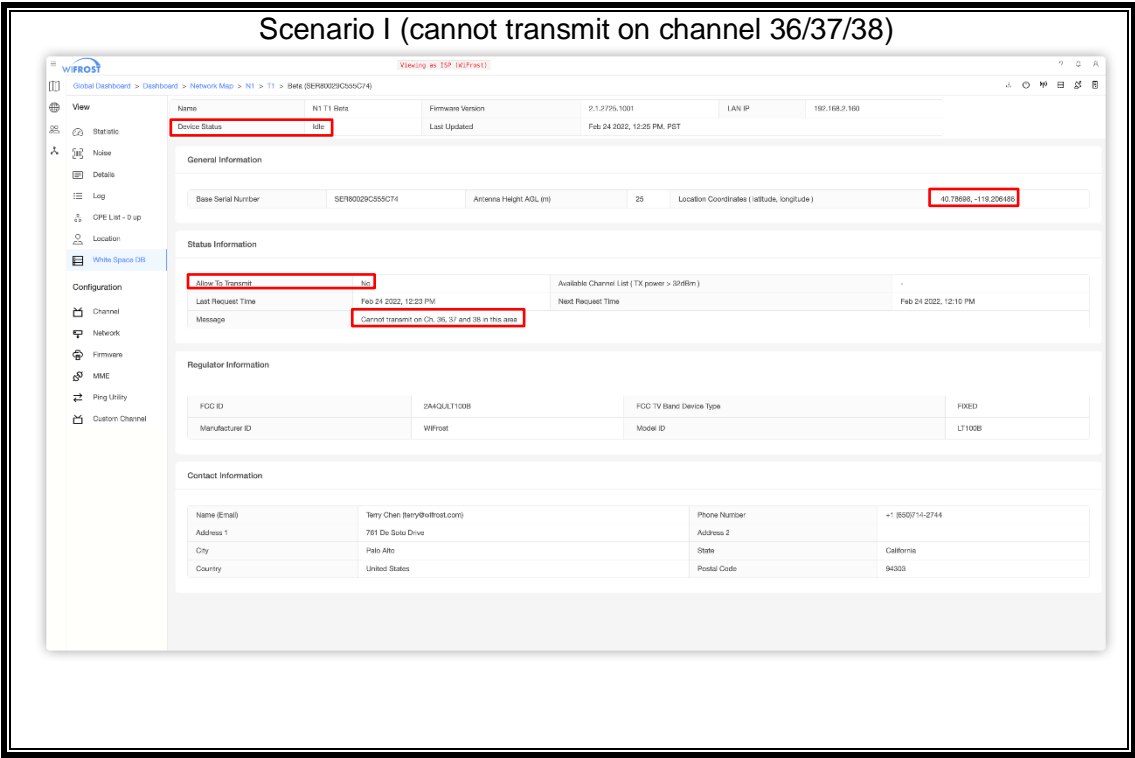 Scenario I (cannot transmit on channel 36/37/38)
WIFROST
Viewing as ISP (WiFrost)
Global Dashboard > Dashboard > Network Map > N1 > T1 > Beta (SER80029C555C74)
View
Statistic
Noise
Details
Log
CPE List - 0 up
Location
White Space DB
Configuration
Channel
Network
Firmware
MME
Ping Utility
Custom Channel
Name N1 T1 Beta Firmware Version 2.1.2725.1001 LAN IP 192.168.2.160
Device Status Idle Last Updated Feb 24 2022, 12:25 PM, PST
General Information
Base Serial Number SER80029C555C74 Antenna Height AGL (m) 25 Location Coordinates ( latitude, longitude ) 40.78698, -119.206486
Status Information
Allow To Transmit No Available Channel List ( TX power > 32dBm ) -
Last Request Time Feb 24 2022, 12:23 PM Next Request Time Feb 24 2022, 12:10 PM
Message Cannot transmit on Ch. 36, 37 and 38 in this area
Regulator Information
FCC ID 2A4QULT100B FCC TV Band Device Type FIXED
Manufacturer ID WiFrost Model ID LT100B
Contact Information
Name (Email) Terry Chen (terry@wifrost.com) Phone Number +1 (650)714-2744
Address 1 761 De Soto Drive Address 2
City Palo Alto State California
Country United States Postal Code 94303